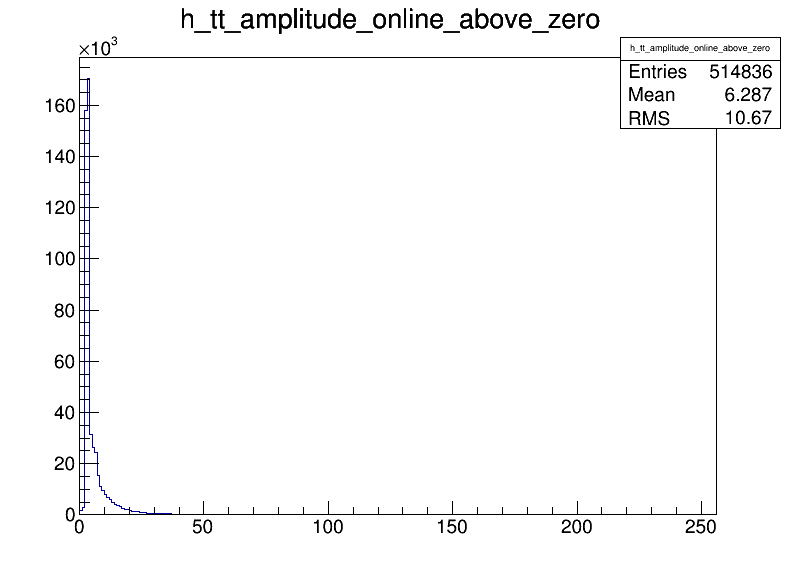 h_tt_amplitude_online_above_zero
×10³
h_tt_amplitude_online_above_zero
Entries 514836
Mean 6.287
RMS 10.67
160
140
120
100
80
60
40
20
0
0 50 100 150 200 250